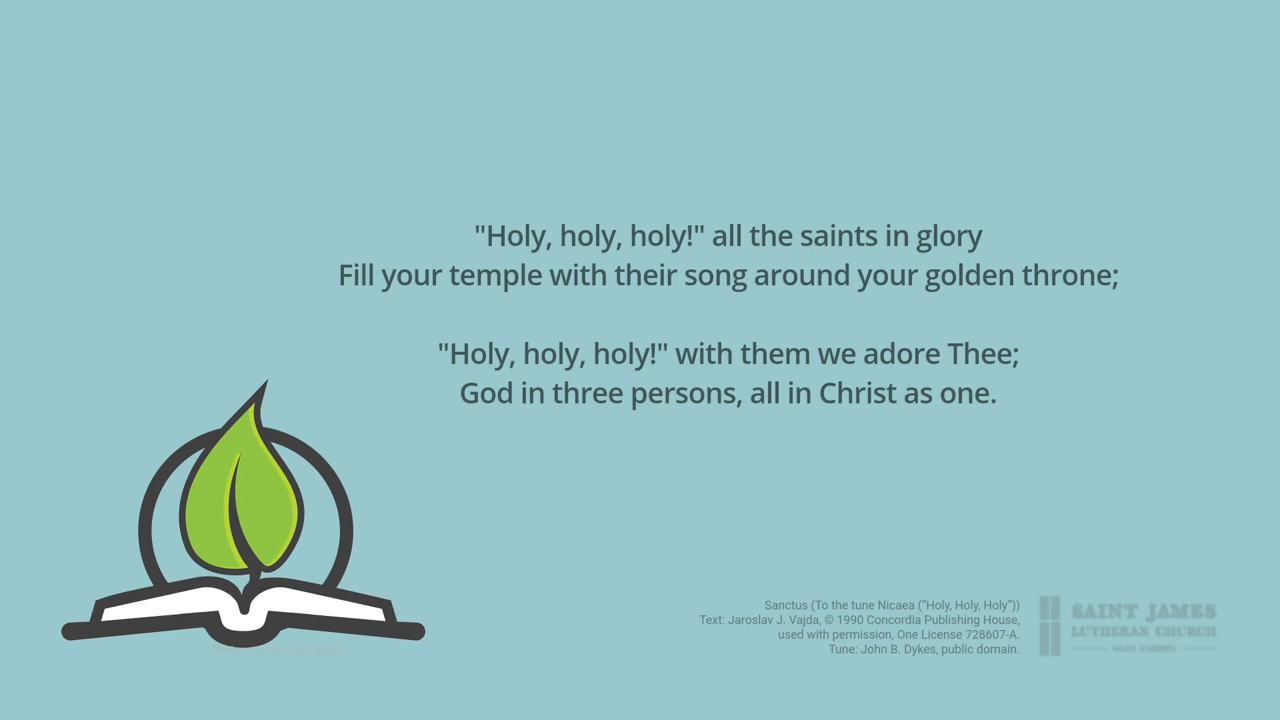 "Holy, holy, holy!" all the saints in glory
Fill your temple with their song around your golden throne;
"Holy, holy, holy!" with them we adore Thee;
God in three persons, all in Christ as one.
Sanctus (To the tune Nicaea ("Holy, Holy, Holy"))
Text: Jaroslav J. Vajda, © 1990 Concordia Publishing House,
used with permission, One License 728607-A.
Tune: John B. Dykes, public domain.
SAINT JAMES
LUTHERAN CHURCH